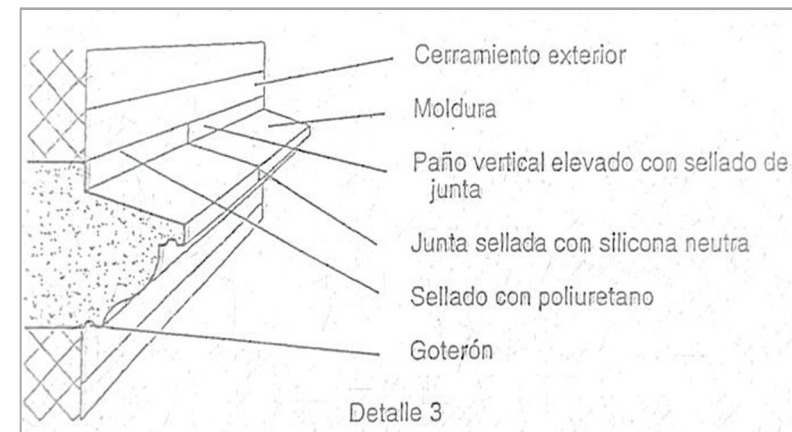 Cerramiento exterior
Moldura
Paño vertical elevado con sellado de
junta
Junta sellada con silicona neutra
Sellado con poliuretano
Goterón
Detalle 3